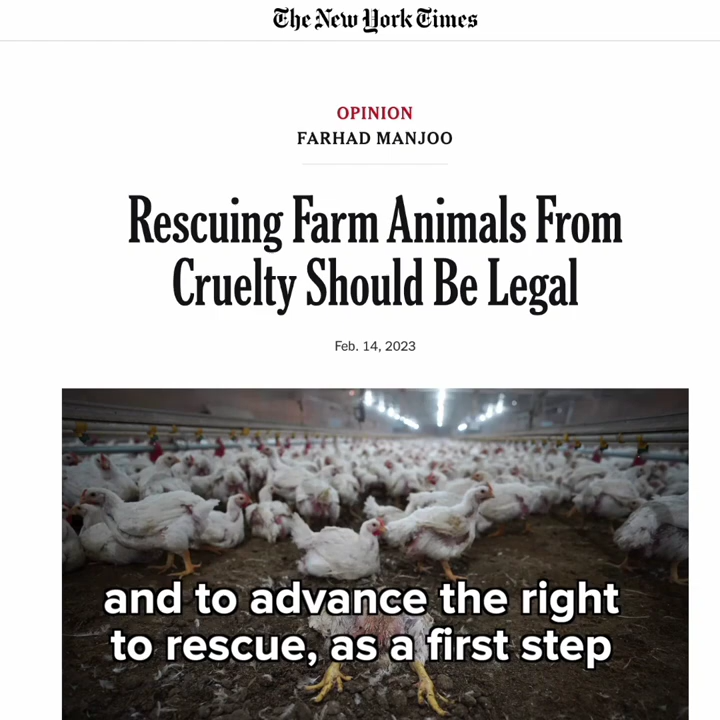 The New York Times
OPINION
FARHAD MANJOO
Rescuing Farm Animals From
Cruelty Should Be Legal
Feb. 14, 2023
and to advance the right
to rescue, as a first step